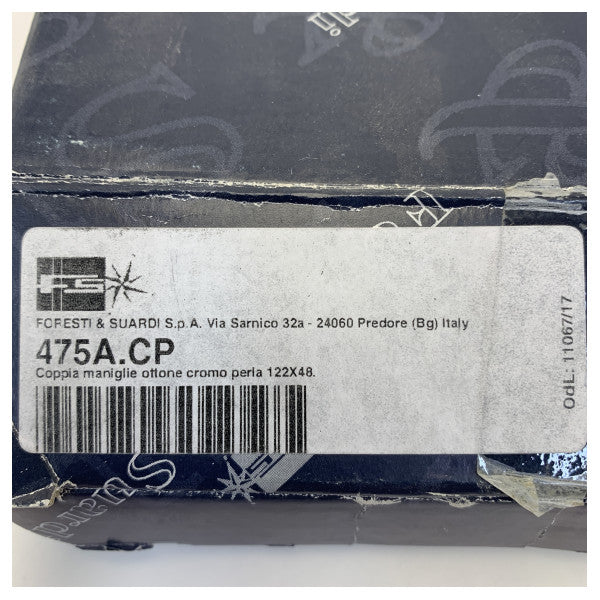 FS
FORESTI & SUARDI S.p.A. Via Sarnico 32a - 24060 Predore (Bg) Italy
475A.CP
Coppia maniglie ottone cromo perla 122X48.
OdL: 11067/17